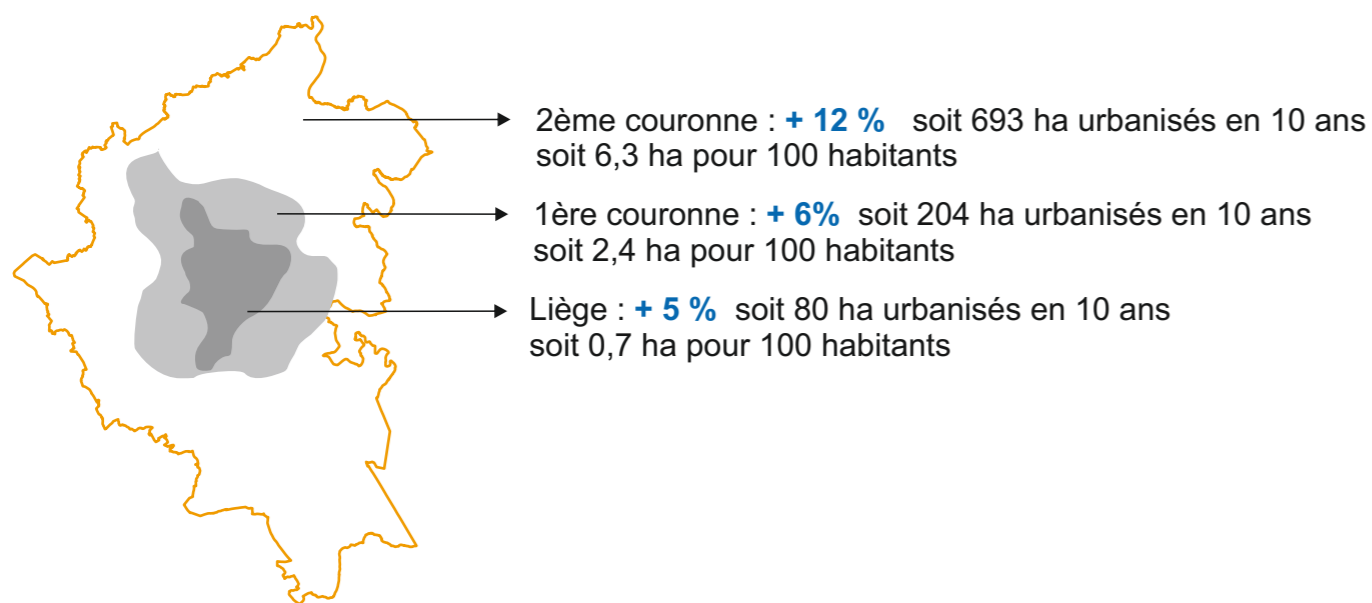 2ème couronne : + 12 % soit 693 ha urbanisés en 10 ans
soit 6,3 ha pour 100 habitants
1ère couronne : + 6% soit 204 ha urbanisés en 10 ans
soit 2,4 ha pour 100 habitants
Liège : + 5 % soit 80 ha urbanisés en 10 ans
soit 0,7 ha pour 100 habitants